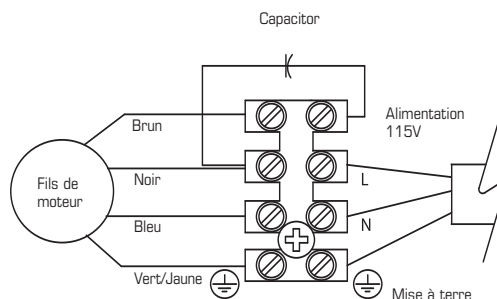 Capacitor
Alimentation
115V
Brun
Fils de
moteur
Noir
L
Bleu
N
Vert/Jaune
Mise à terre